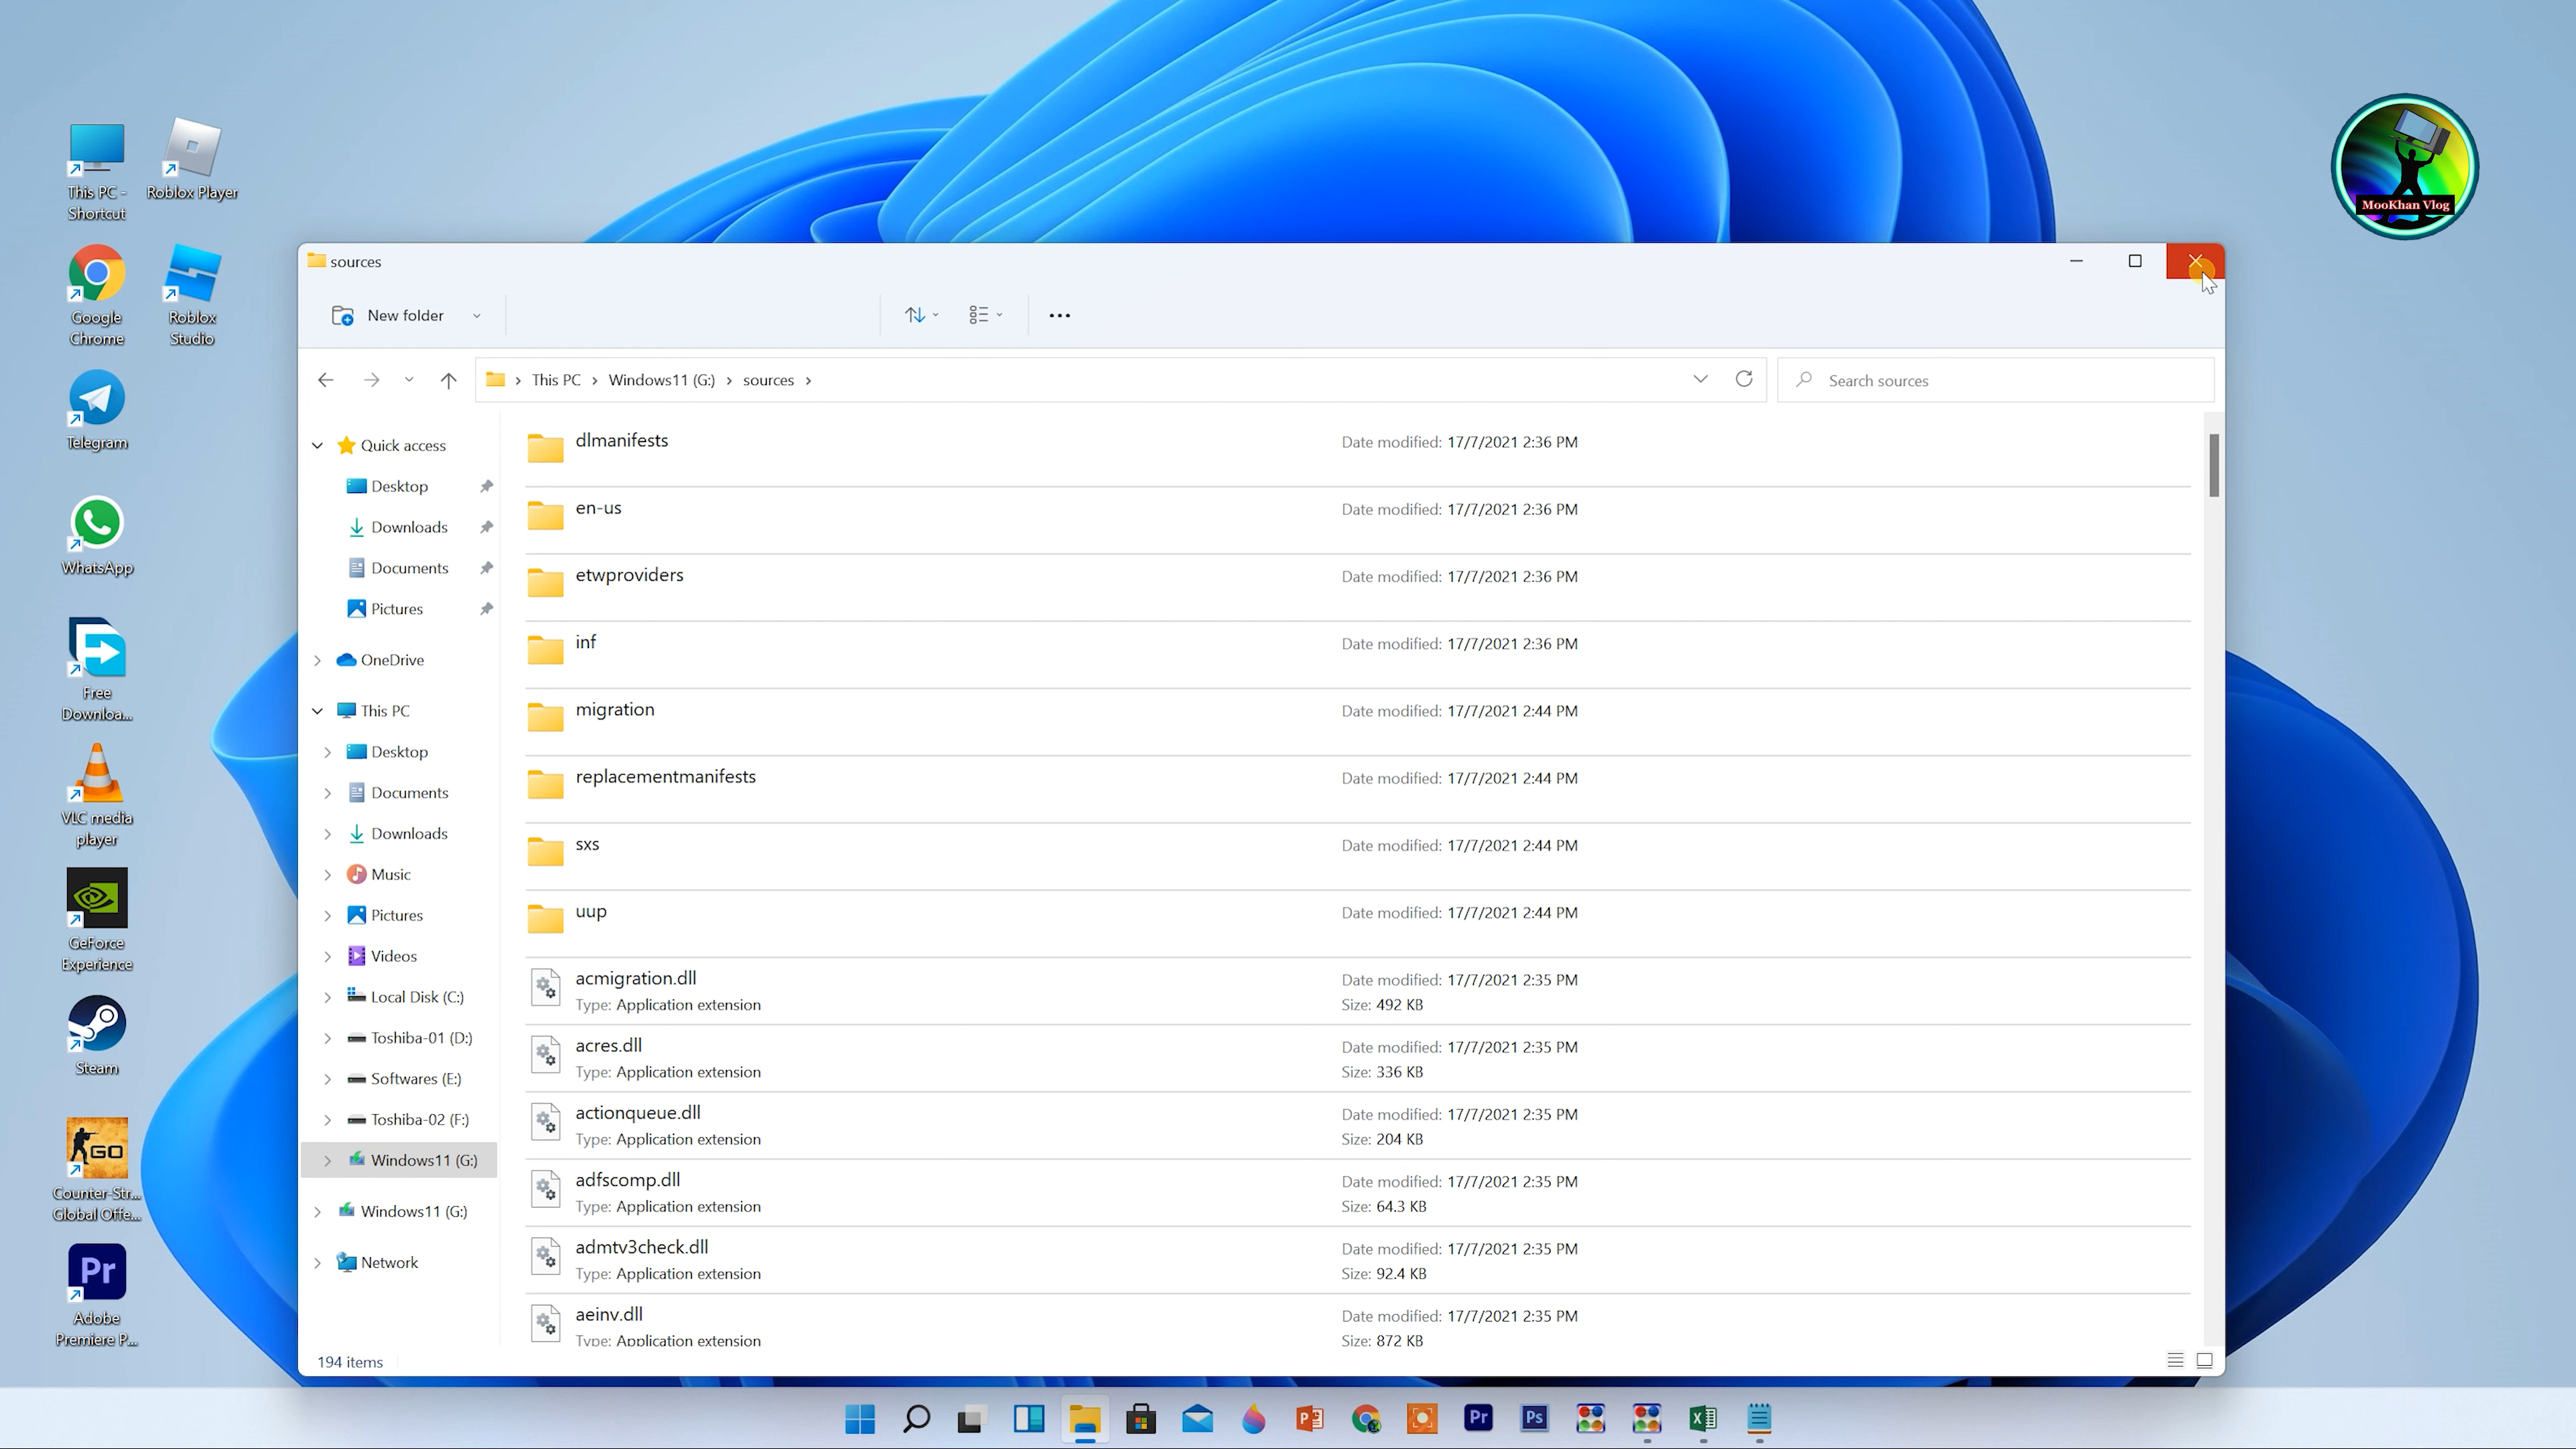 This PC -
Shortcut
Roblox Player
Google
Chrome
Roblox
Studio
Telegram
WhatsApp
Free
Downloa...
VLC media
player
GeForce
Experience
Steam
GO
Counter-Str...
Global Offe...
Pr
Adobe
Premiere P...
MooKhan Vlog
sources
New folder
This PC
Windows11 (G:)
sources
Search sources
Quick access
Desktop
Downloads
Documents
Pictures
OneDrive
This PC
Desktop
Documents
Downloads
Music
Pictures
Videos
Local Disk (C:)
Toshiba-01 (D:)
Softwares (E:)
Toshiba-02 (F:)
Windows11 (G:)
Windows11 (G:)
Network
dlmanifests
Date modified: 17/7/2021 2:36 PM
en-us
Date modified: 17/7/2021 2:36 PM
etwproviders
Date modified: 17/7/2021 2:36 PM
inf
Date modified: 17/7/2021 2:36 PM
migration
Date modified: 17/7/2021 2:44 PM
replacementmanifests
Date modified: 17/7/2021 2:44 PM
sxs
Date modified: 17/7/2021 2:44 PM
uup
Date modified: 17/7/2021 2:44 PM
acmigration.dll
Date modified: 17/7/2021 2:35 PM
Type: Application extension
Size: 492 KB
acres.dll
Date modified: 17/7/2021 2:35 PM
Type: Application extension
Size: 336 KB
actionqueue.dll
Date modified: 17/7/2021 2:35 PM
Type: Application extension
Size: 204 KB
adfscomp.dll
Date modified: 17/7/2021 2:35 PM
Type: Application extension
Size: 64.3 KB
admtv3check.dll
Date modified: 17/7/2021 2:35 PM
Type: Application extension
Size: 92.4 KB
aeinv.dll
Date modified: 17/7/2021 2:35 PM
Type: Application extension
Size: 872 KB
194 items
Pr
Ps